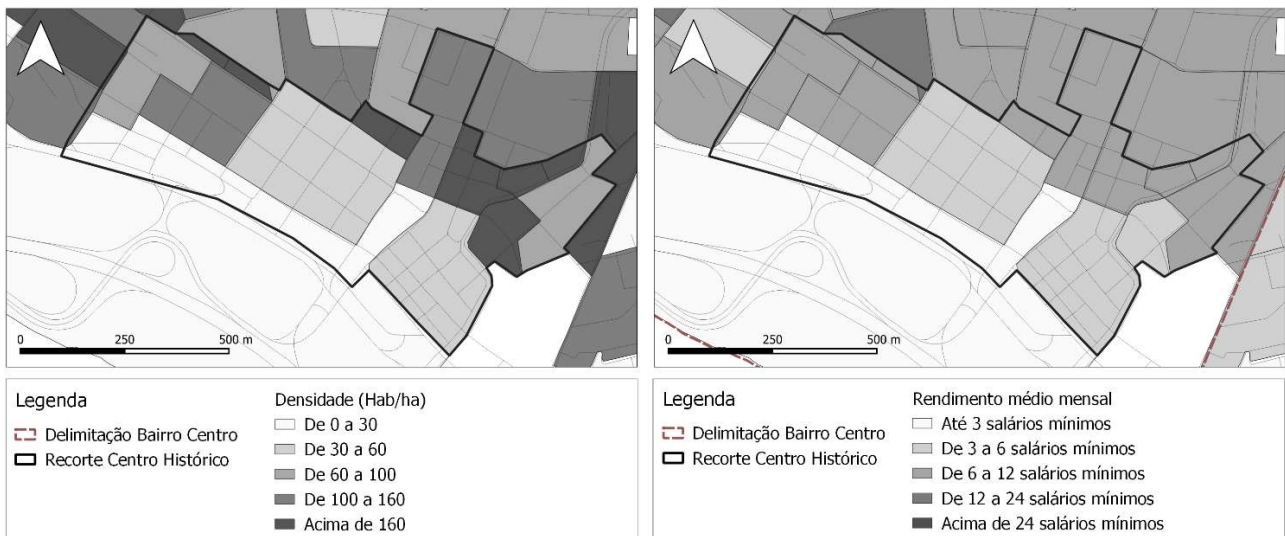 0 250 500 m
0 250 500 m
Legenda
Delimitação Bairro Centro
Recorte Centro Histórico
Densidade (Hab/ha)
De 0 a 30
De 30 a 60
De 60 a 100
De 100 a 160
Acima de 160
Legenda
Delimitação Bairro Centro
Recorte Centro Histórico
Rendimento médio mensal
Até 3 salários mínimos
De 3 a 6 salários mínimos
De 6 a 12 salários mínimos
De 12 a 24 salários mínimos
Acima de 24 salários mínimos